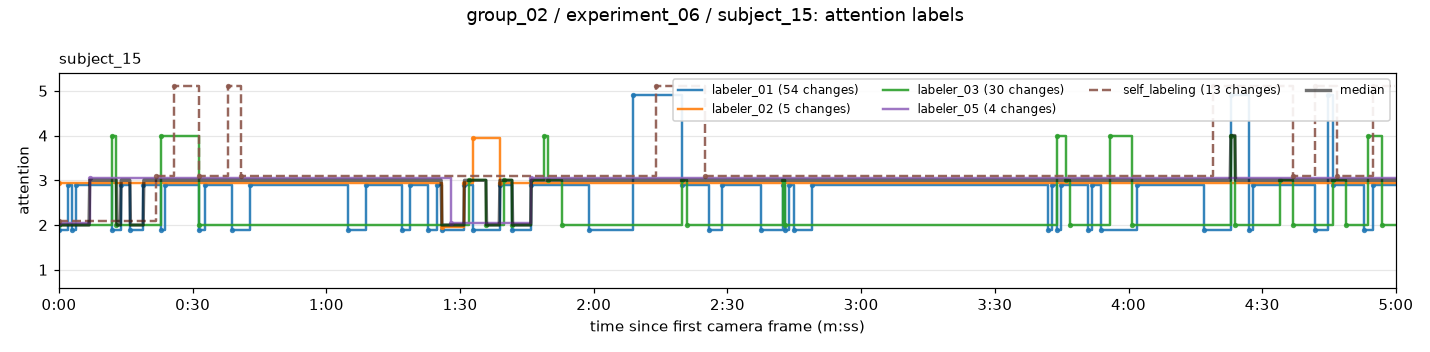 group_02 / experiment_06 / subject_15: attention labels
subject_15
labeler_01 (54 changes)
labeler_02 (5 changes)
labeler_03 (30 changes)
labeler_05 (4 changes)
self_labeling (13 changes)
median
attention
5
4
3
2
1
0:00 0:30 1:00 1:30 2:00 2:30 3:00 3:30 4:00 4:30 5:00
time since first camera frame (m:ss)